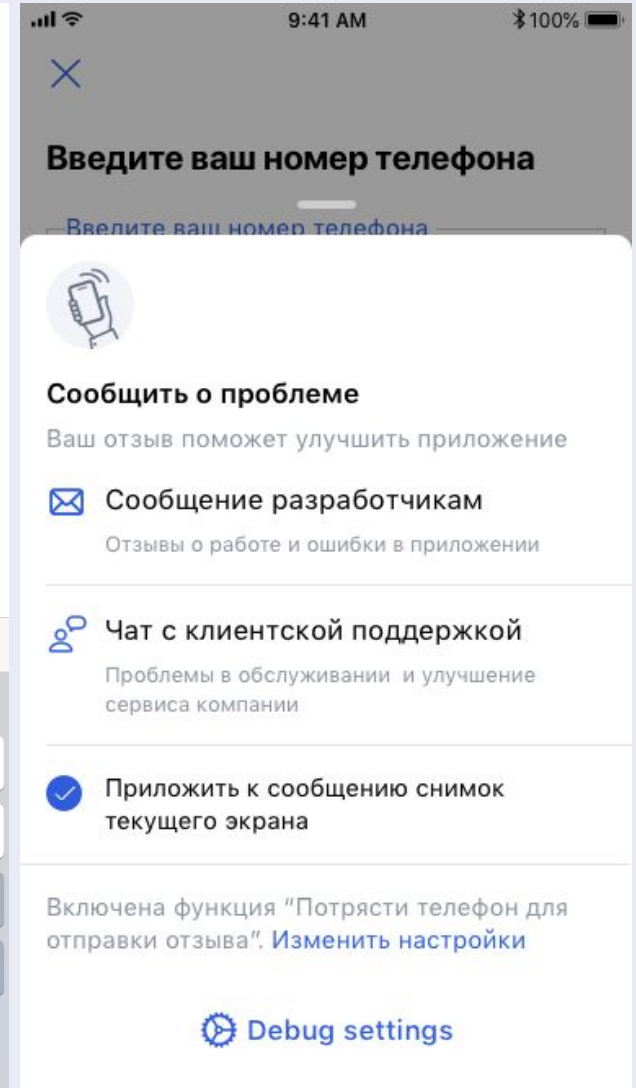 9:41 AM 100%
Введите ваш номер телефона
Введите ваш номер телефона
Сообщить о проблеме
Ваш отзыв поможет улучшить приложение
Сообщение разработчикам
Отзывы о работе и ошибки в приложении
Чат с клиентской поддержкой
Проблемы в обслуживании и улучшение
сервиса компании
Приложить к сообщению снимок
текущего экрана
Включена функция “Потрясти телефон для
отправки отзыва”. Изменить настройки
Debug settings